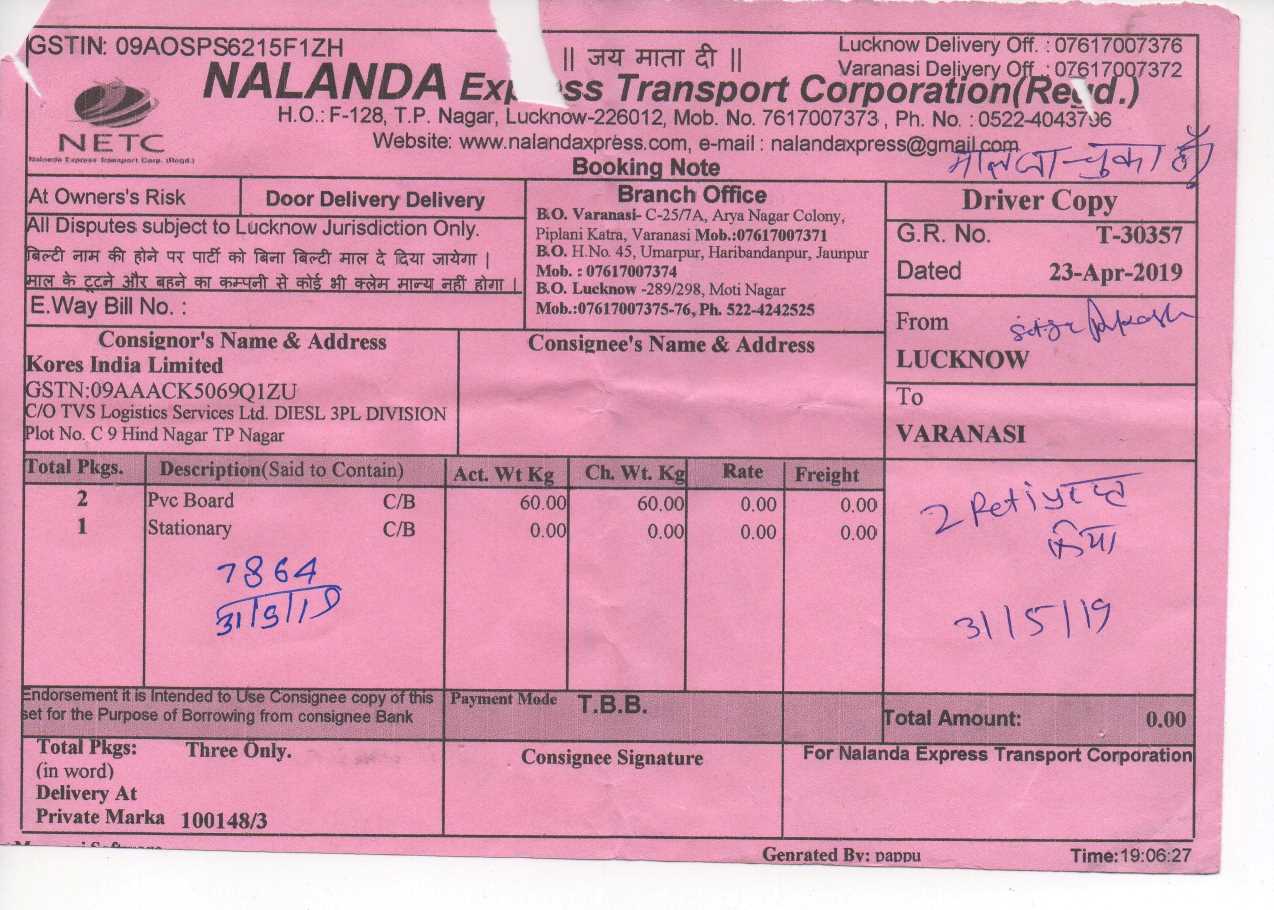 GSTIN: 09AOSPS6215F1ZH
|| जय माता दी ||
Lucknow Delivery Off. : 07617007376
Varanasi Delivery Off. : 07617007372
NALANDA Express Transport Corporation(Regd.)
H.O.: F-128, T.P. Nagar, Lucknow-226012, Mob. No. 7617007373 , Ph. No. : 0522-4043796
Website: www.nalandaxpress.com, e-mail : nalandaxpress@gmail.com
NETC
Nalanda Express Transport Corp. (Regd.)
Booking Note
माल जा चुका है
At Owners's Risk
Door Delivery Delivery
All Disputes subject to Lucknow Jurisdiction Only.
बिल्टी नाम की होने पर पार्टी को बिना बिल्टी माल दे दिया जायेगा |
माल के टूटने और बहने का कम्पनी से कोई भी क्लेम मान्य नहीं होगा |
E.Way Bill No. :
Branch Office
B.O. Varanasi- C-25/7A, Arya Nagar Colony,
Piplani Katra, Varanasi Mob.:07617007371
B.O. H.No. 45, Umarpur, Haribandanpur, Jaunpur
Mob. : 07617007374
B.O. Lucknow -289/298, Moti Nagar
Mob.:07617007375-76, Ph. 522-4242525
Driver Copy
G.R. No. T-30357
Dated 23-Apr-2019
From
LUCKNOW
To
VARANASI
Consignor's Name & Address
Kores India Limited
GSTN:09AAACK5069Q1ZU
C/O TVS Logistics Services Ltd. DIESL 3PL DIVISION
Plot No. C 9 Hind Nagar TP Nagar
Consignee's Name & Address
Total Pkgs. Description(Said to Contain) Act. Wt Kg Ch. Wt. Kg Rate Freight
2 Pvc Board C/B 60.00 60.00 0.00 0.00
1 Stationary C/B 0.00 0.00 0.00 0.00
7864
31/5/19
2 Peti
किया
31/5/19
Endorsement it is Intended to Use Consignee copy of this
set for the Purpose of Borrowing from consignee Bank
Payment Mode T.B.B.
Total Amount: 0.00
Total Pkgs: Three Only.
(in word)
Delivery At
Private Marka 100148/3
Consignee Signature
For Nalanda Express Transport Corporation
Genrated By: pappu
Time:19:06:27